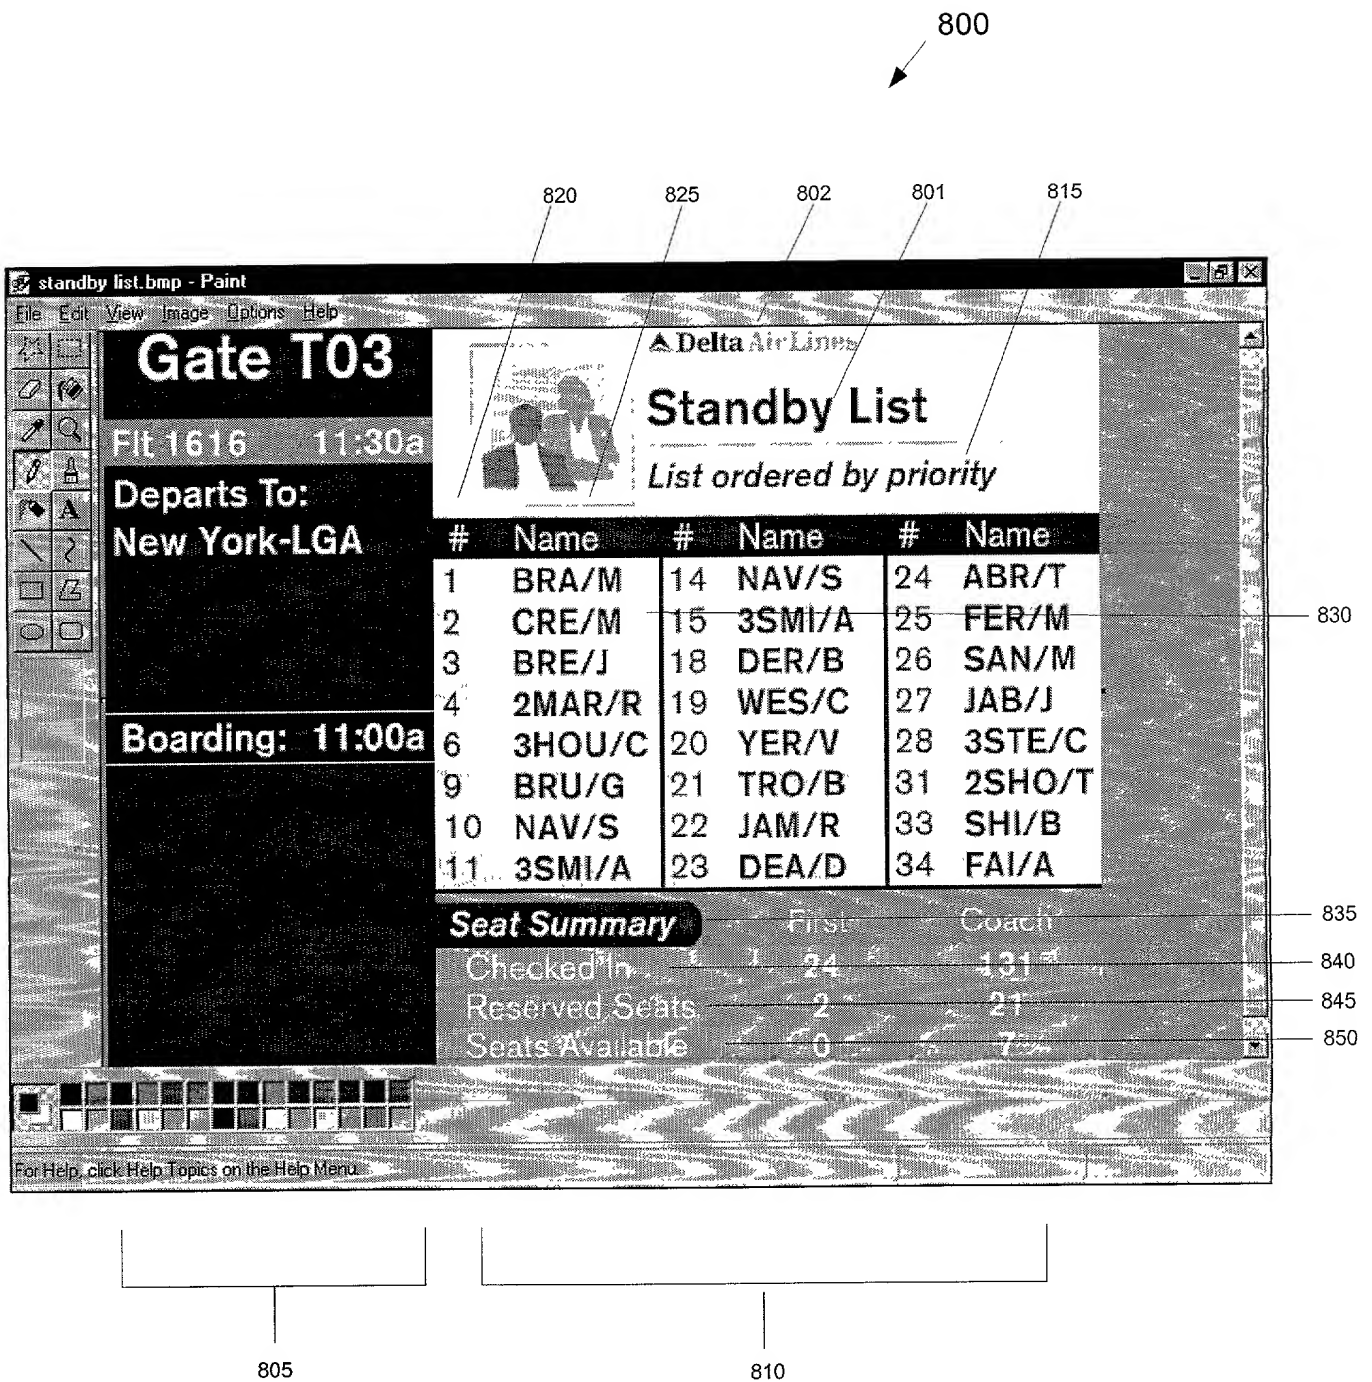 800
820 825 802 801 815
standby list.bmp - Paint
File Edit View Image Options Help
Gate T03
Flt 1616 11:30a
Departs To:
New York-LGA
Boarding: 11:00a
Delta Air Lines
Standby List
List ordered by priority
# Name # Name # Name
1 BRA/M 14 NAV/S 24 ABR/T
2 CRE/M 15 3SMI/A 25 FER/M
3 BRE/J 18 DER/B 26 SAN/M
4 2MAR/R 19 WES/C 27 JAB/J
6 3HOU/C 20 YER/V 28 3STE/C
9 BRU/G 21 TRO/B 31 2SHO/T
10 NAV/S 22 JAM/R 33 SHI/B
11 3SMI/A 23 DEA/D 34 FAI/A
830
Seat Summary First Coach
835
Checked In 24 131
840
Reserved Seats 2 21
845
Seats Available 0 7
850
A
For Help, click Help Topics on the Help Menu.
805 810